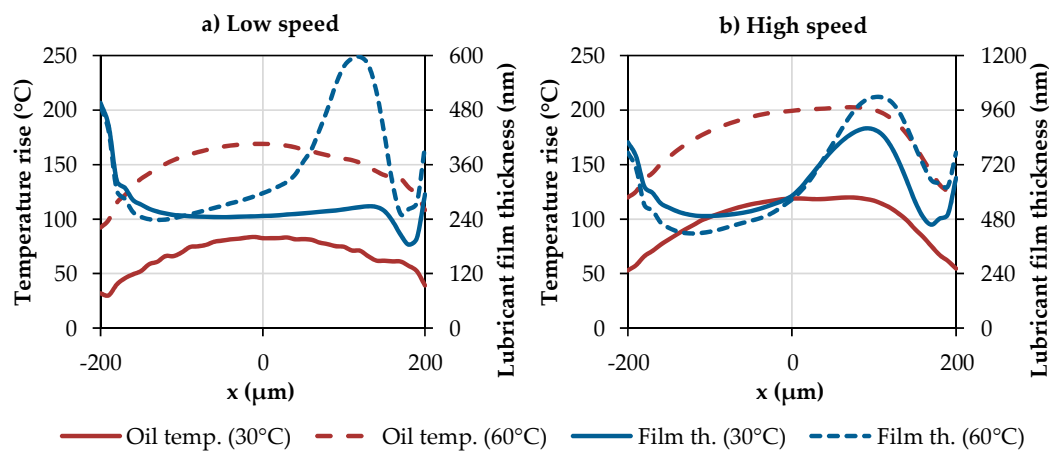 a) Low speed
b) High speed
250
200
150
100
50
0
Temperature rise (°C)
600
480
360
240
120
0
Lubricant film thickness (nm)
-200
0
200
x (µm)
250
200
150
100
50
0
Temperature rise (°C)
1200
960
720
480
240
0
Lubricant film thickness (nm)
-200
0
200
x (µm)
Oil temp. (30°C)
Oil temp. (60°C)
Film th. (30°C)
Film th. (60°C)